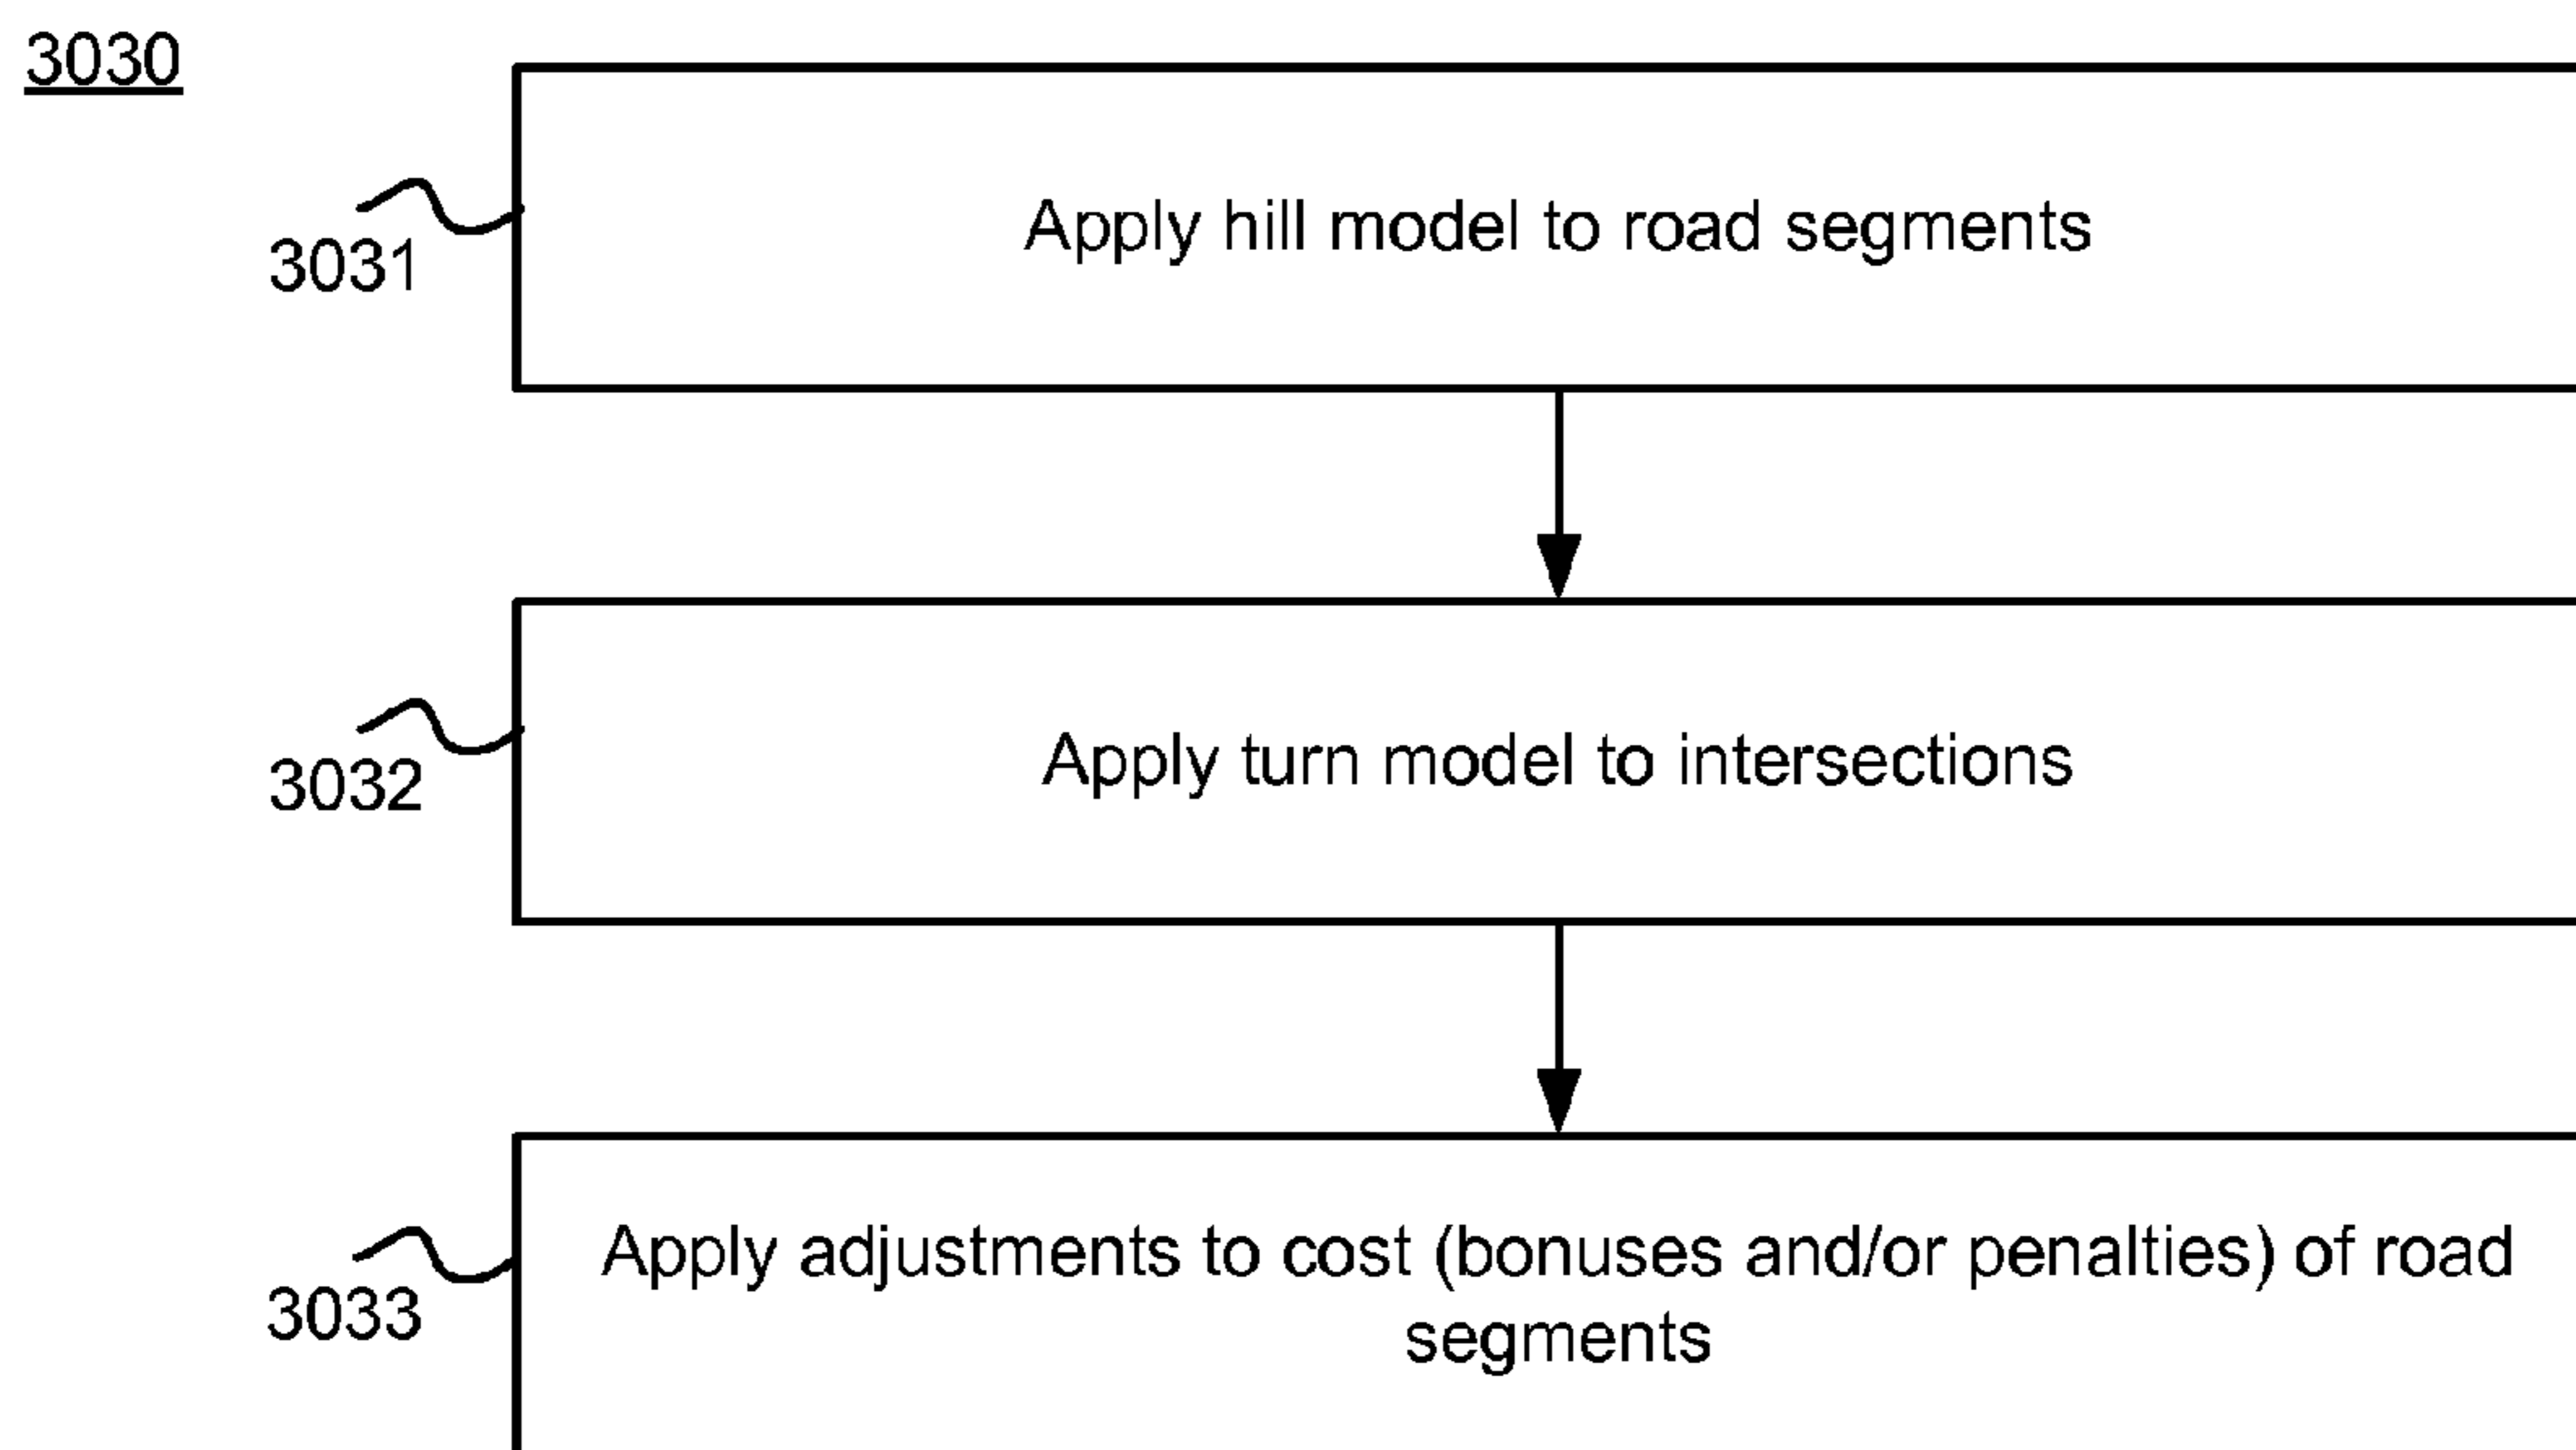 3030
Apply hill model to road segments
3031
Apply turn model to intersections
3032
Apply adjustments to cost (bonuses and/or penalties) of road
segments
3033